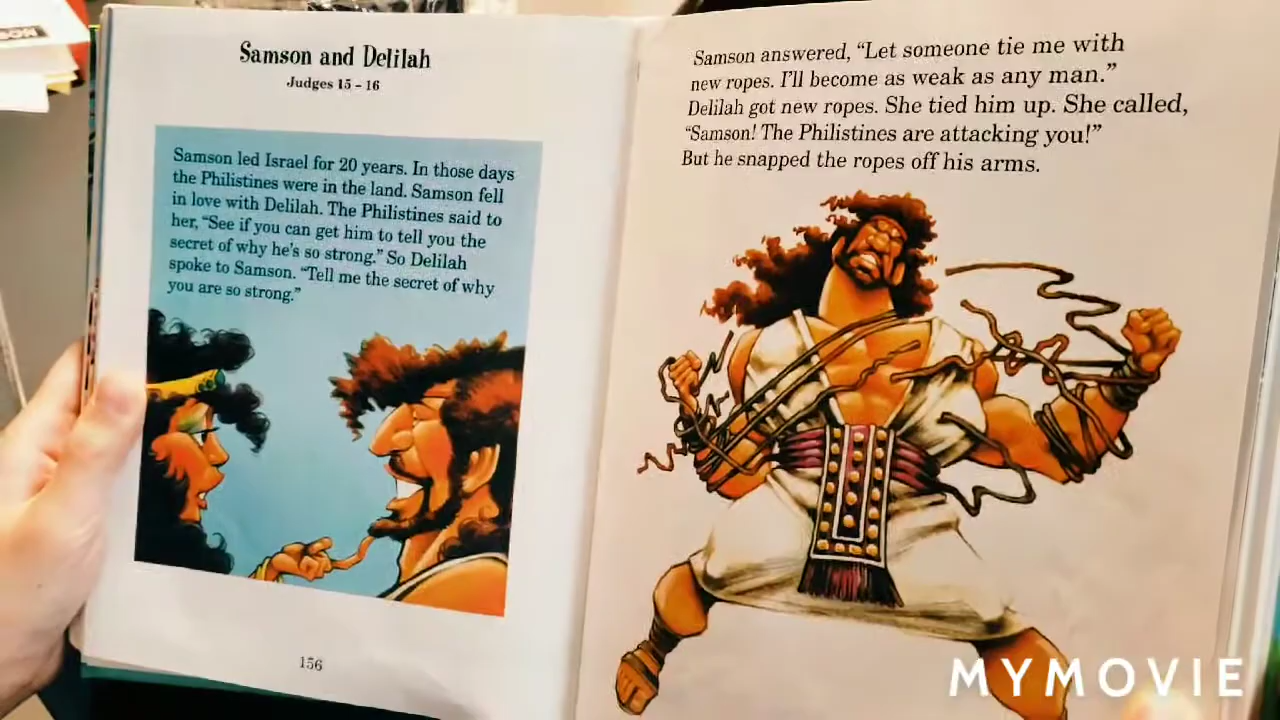 Samson and Delilah
Judges 15 – 16
Samson led Israel for 20 years. In those days
the Philistines were in the land. Samson fell
in love with Delilah. The Philistines said to
her, “See if you can get him to tell you the
secret of why he's so strong.” So Delilah
spoke to Samson. “Tell me the secret of why
you are so strong.”
156
Samson answered, “Let someone tie me with
new ropes. I'll become as weak as any man.”
Delilah got new ropes. She tied him up. She called,
“Samson! The Philistines are attacking you!”
But he snapped the ropes off his arms.
MYMOVIE